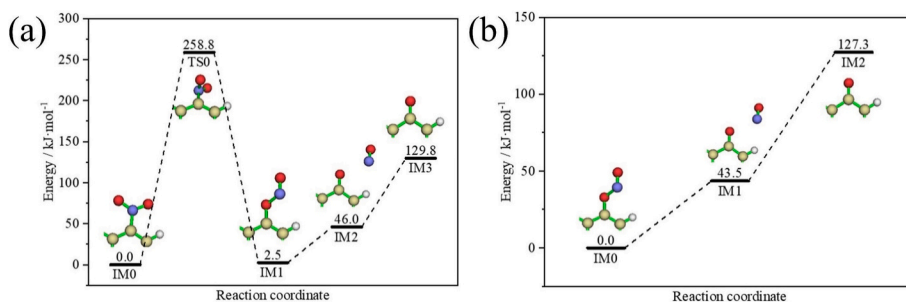 (a)
Energy / kJ·mol⁻¹
300
250
200
150
100
50
0
258.8
TS0
0.0
IM0
2.5
IM1
46.0
IM2
129.8
IM3
Reaction coordinate
(b)
Energy / kJ·mol⁻¹
150
100
50
0
0.0
IM0
43.5
IM1
127.3
IM2
Reaction coordinate